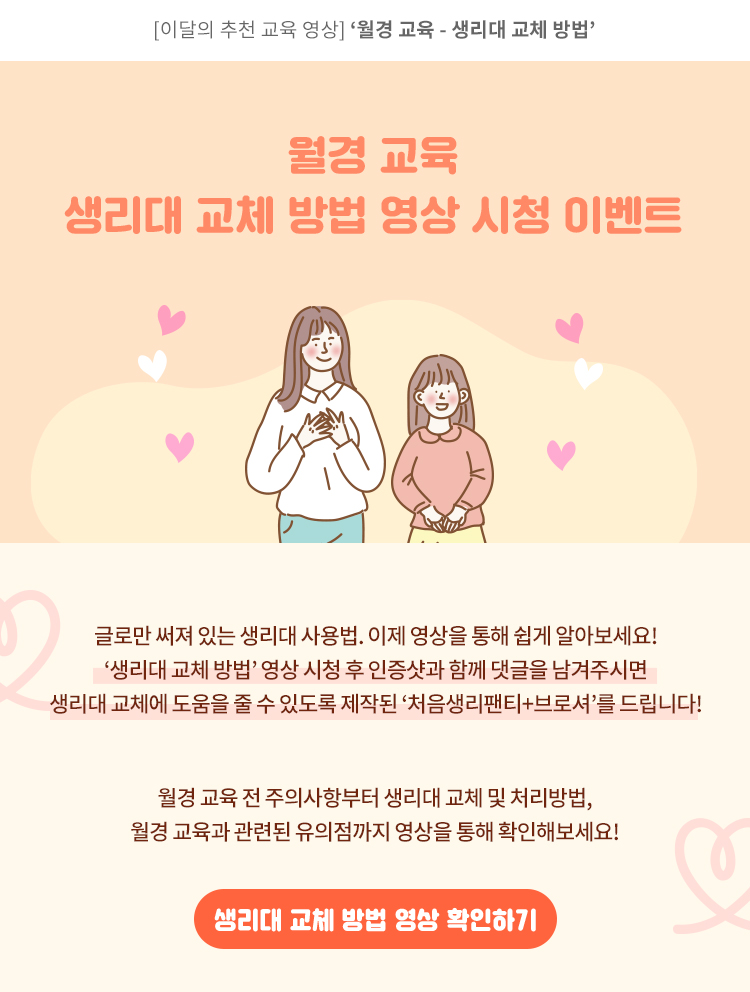 [이달의 추천 교육 영상] ‘월경 교육 - 생리대 교체 방법’
월경 교육
생리대 교체 방법 영상 시청 이벤트
글로만 써져 있는 생리대 사용법. 이제 영상을 통해 쉽게 알아보세요!
‘생리대 교체 방법’ 영상 시청 후 인증샷과 함께 댓글을 남겨주시면
생리대 교체에 도움을 줄 수 있도록 제작된 ‘처음생리팬티+브로셔’를 드립니다!
월경 교육 전 주의사항부터 생리대 교체 및 처리방법,
월경 교육과 관련된 유의점까지 영상을 통해 확인해보세요!
생리대 교체 방법 영상 확인하기